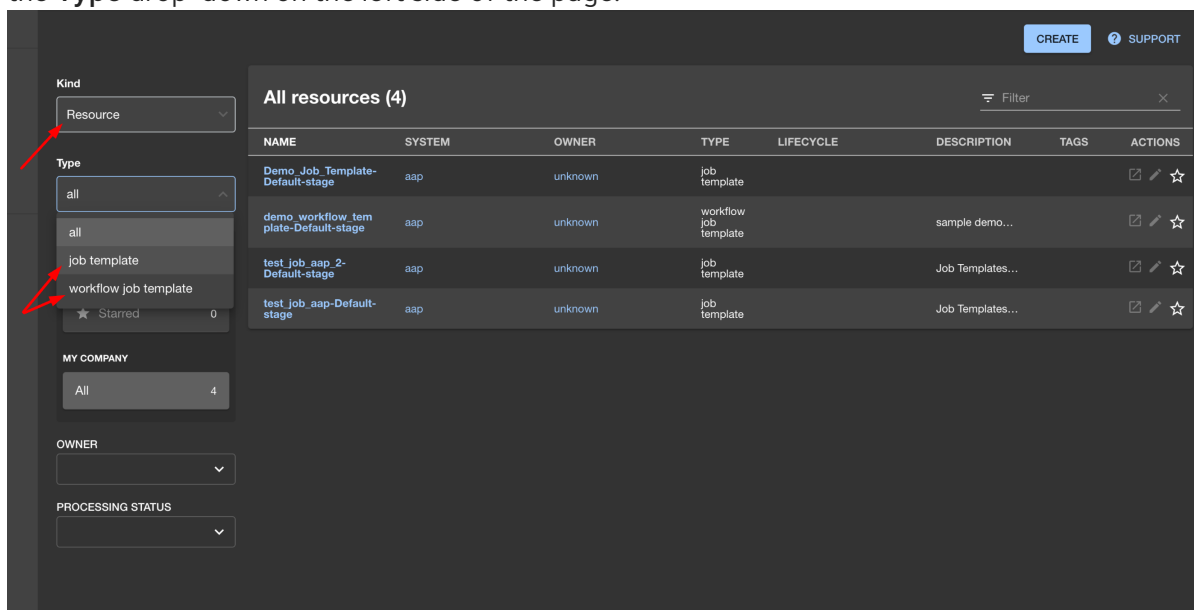 the Type drop-down on the left side of the page.
CREATE
? SUPPORT
Kind
Resource
Type
all
all
job template
workflow job template
Starred 0
MY COMPANY
All 4
OWNER
PROCESSING STATUS
All resources (4)
Filter
NAME SYSTEM OWNER TYPE LIFECYCLE DESCRIPTION TAGS ACTIONS
Demo_Job_Template-
Default-stage
aap unknown
job
template
demo_workflow_tem
plate-Default-stage
aap unknown
workflow
job
template
sample demo...
test_job_aap_2-
Default-stage
aap unknown
job
template
Job Templates...
test_job_aap-Default-
stage
aap unknown
job
template
Job Templates...